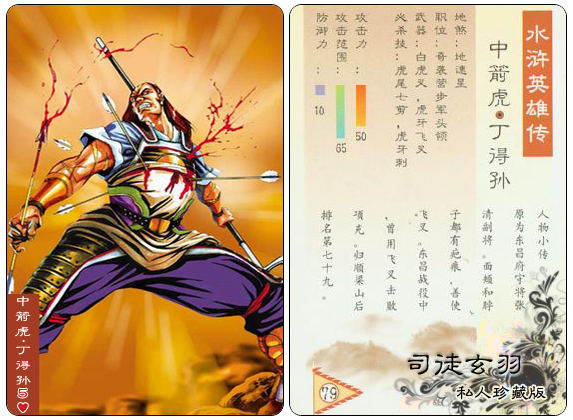 中箭虎·丁得孙
5♡
水浒英雄传
中箭虎·丁得孙
地煞：地速星
职位：奇袭营步军头领
武器：白虎叉，虎牙飞叉
必杀技：虎尾七剪，虎牙刺
攻击力：
50
攻击范围：
65
防御力：
10
人物小传
原为东昌府守将张
清副将。面颊和脖
子都有疤痕，善使
飞叉。东昌战役中
，曾用飞叉击败
项充。归顺梁山后
排名第七十九。
79
司徒玄羽
私人珍藏版